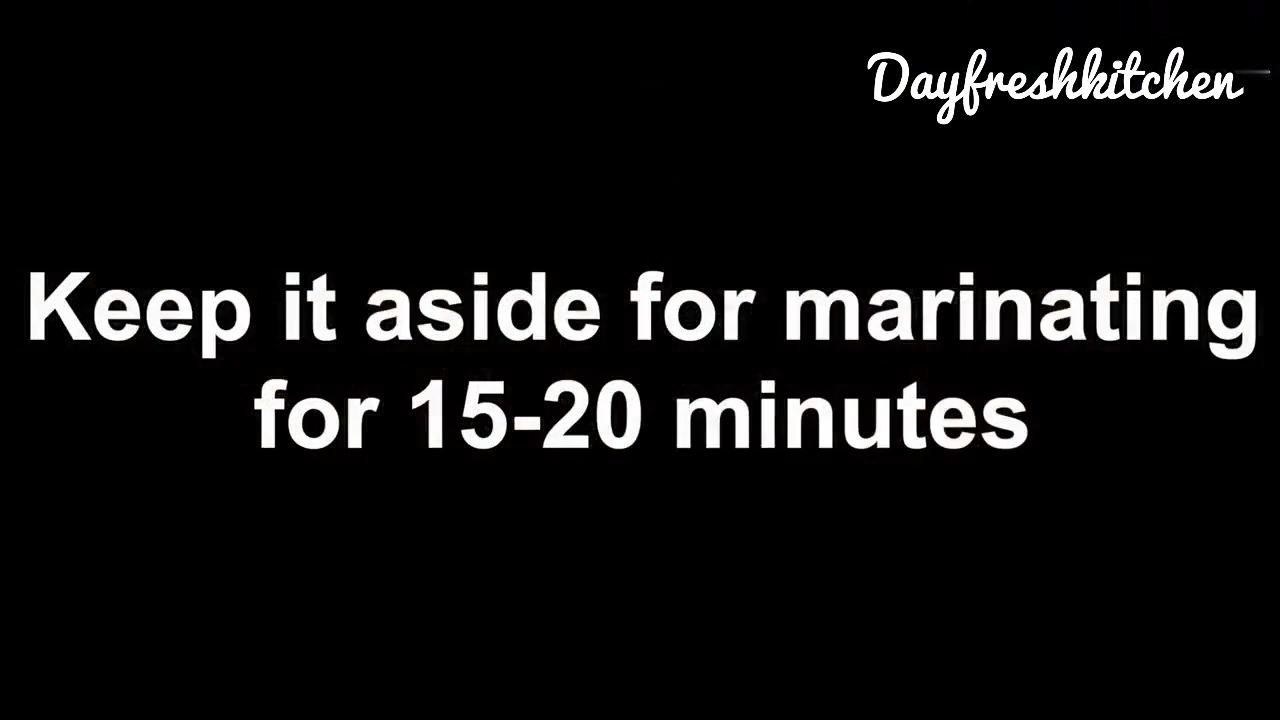 Dayfreshkitchen
Keep it aside for marinating
for 15-20 minutes